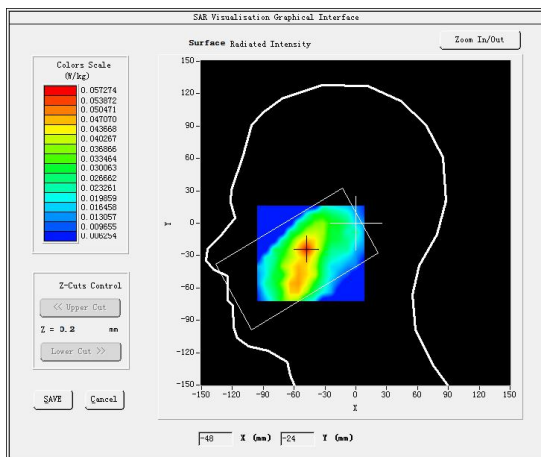 SAR Visualisation Graphical Interface
Surface Radiated Intensity
Zoom In/Out
Colors Scale
(W/kg)
0.057274
0.053872
0.050471
0.047070
0.043668
0.040267
0.036866
0.033464
0.030063
0.026662
0.023261
0.019859
0.016458
0.013057
0.009655
0.006254
Z-Cuts Control
<< Upper Cut
Z = 3.2 mm
Lower Cut >>
SAVE
Cancel
150
120
90
60
30
0
-30
-60
-90
-120
-150
Y
-150 -120 -90 -60 -30 0 30 60 90 120 150
X
-48 X (mm) -24 Y (mm)